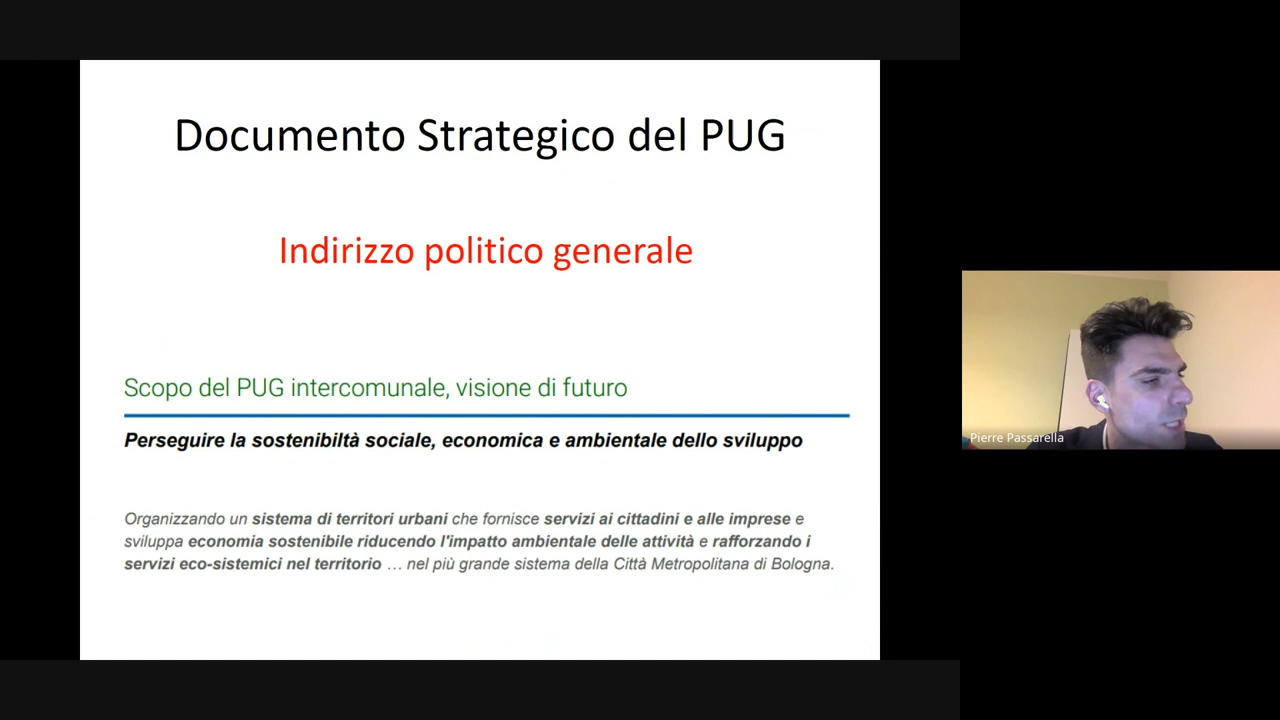 Documento Strategico del PUG
Indirizzo politico generale
Scopo del PUG intercomunale, visione di futuro
Perseguire la sostenibiltà sociale, economica e ambientale dello sviluppo
Organizzando un sistema di territori urbani che fornisce servizi ai cittadini e alle imprese e
sviluppa economia sostenibile riducendo l'impatto ambientale delle attività e rafforzando i
servizi eco-sistemici nel territorio … nel più grande sistema della Città Metropolitana di Bologna.
Pierre Passarella